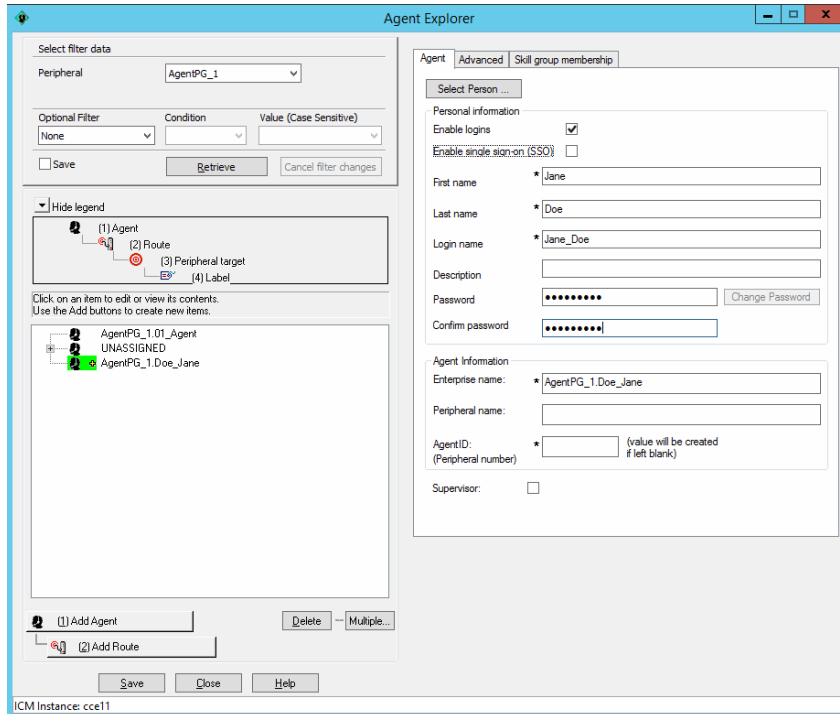 Agent Explorer
Select filter data
Peripheral
AgentPG_1
Optional Filter Condition Value (Case Sensitive)
None
Save Retrieve Cancel filter changes
Hide legend
(1) Agent
(2) Route
(3) Peripheral target
(4) Label
Click on an item to edit or view its contents.
Use the Add buttons to create new items.
AgentPG_1.01_Agent
UNASSIGNED
AgentPG_1.Doe_Jane
(1) Add Agent Delete Multiple...
(2) Add Route
Save Close Help
Agent Advanced Skill group membership
Select Person ...
Personal information
Enable logins
Enable single sign-on (SSO)
First name * Jane
Last name * Doe
Login name * Jane_Doe
Description
Password ●●●●●●●●● Change Password
Confirm password ●●●●●●●●●
Agent Information
Enterprise name: * AgentPG_1.Doe_Jane
Peripheral name:
AgentID: * (value will be created
(Peripheral number) if left blank)
Supervisor:
ICM Instance: cce11